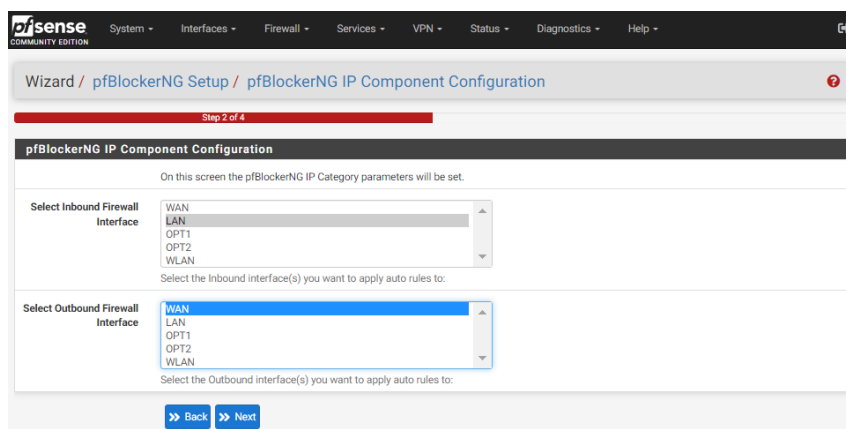 pfsense
COMMUNITY EDITION
System Interfaces Firewall Services VPN Status Diagnostics Help
Wizard / pfBlockerNG Setup / pfBlockerNG IP Component Configuration
Step 2 of 4
pfBlockerNG IP Component Configuration
On this screen the pfBlockerNG IP Category parameters will be set.
Select Inbound Firewall
Interface
WAN
LAN
OPT1
OPT2
WLAN
Select the Inbound interface(s) you want to apply auto rules to:
Select Outbound Firewall
Interface
WAN
LAN
OPT1
OPT2
WLAN
Select the Outbound interface(s) you want to apply auto rules to:
Back Next